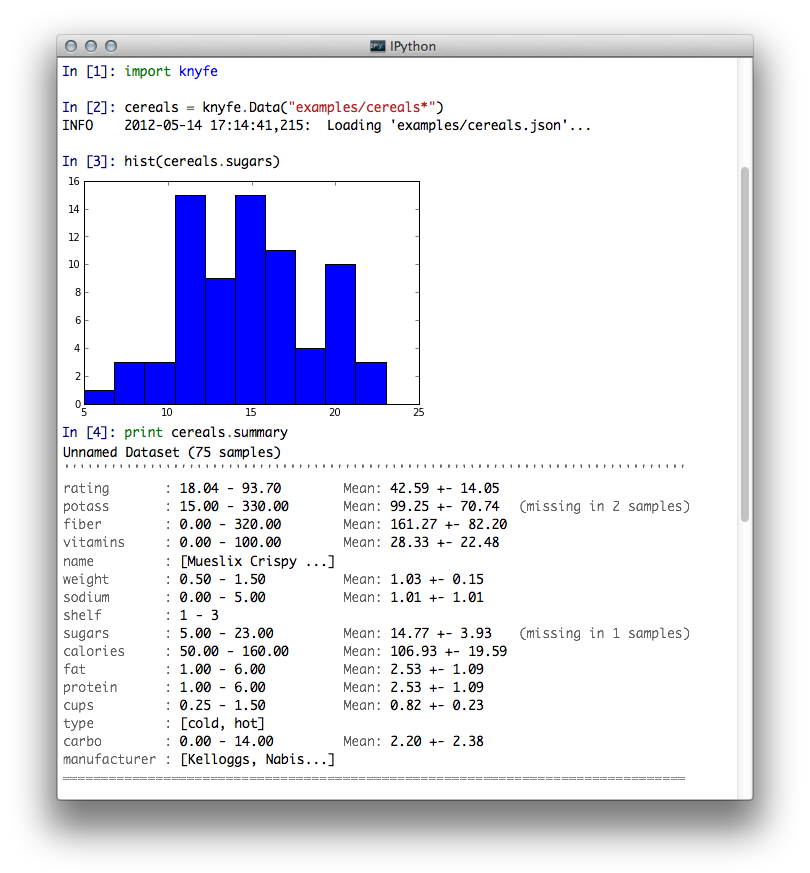 IPython
In [1]: import knyfe
In [2]: cereals = knyfe.Data("examples/cereals*")
INFO    2012-05-14 17:14:41,215:  Loading 'examples/cereals.json'...
In [3]: hist(cereals.sugars)
16
14
12
10
8
6
4
2
0
5 10 15 20 25
In [4]: print cereals.summary
Unnamed Dataset (75 samples)
''''''''''''''''''''''''''''''''''''''''''''''''''''''''''''''''''''''''''''''''
rating       : 18.04 - 93.70        Mean: 42.59 +- 14.05
potass       : 15.00 - 330.00       Mean: 99.25 +- 70.74  (missing in 2 samples)
fiber        : 0.00 - 320.00        Mean: 161.27 +- 82.20
vitamins     : 0.00 - 100.00        Mean: 28.33 +- 22.48
name         : [Mueslix Crispy ...]
weight       : 0.50 - 1.50          Mean: 1.03 +- 0.15
sodium       : 0.00 - 5.00          Mean: 1.01 +- 1.01
shelf        : 1 - 3
sugars       : 5.00 - 23.00         Mean: 14.77 +- 3.93   (missing in 1 samples)
calories     : 50.00 - 160.00       Mean: 106.93 +- 19.59
fat          : 1.00 - 6.00          Mean: 2.53 +- 1.09
protein      : 1.00 - 6.00          Mean: 2.53 +- 1.09
cups         : 0.25 - 1.50          Mean: 0.82 +- 0.23
type         : [cold, hot]
carbo        : 0.00 - 14.00         Mean: 2.20 +- 2.38
manufacturer : [Kelloggs, Nabis...]
================================================================================